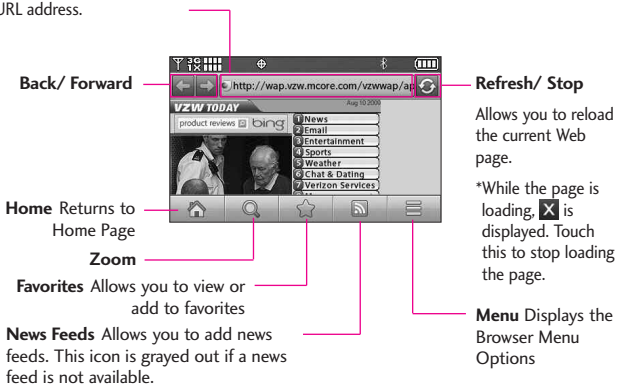 URL address.
3G
1X
Back/ Forward
http://wap.vzw.mcore.com/vzwwap/ap
Refresh/ Stop
Allows you to reload
the current Web
page.
*While the page is
loading, X is
displayed. Touch
this to stop loading
the page.
VZW TODAY
Aug 10 2000
product reviews
bing
1 News
2 Email
3 Entertainment
4 Sports
5 Weather
6 Chat & Dating
7 Verizon Services
Home Returns to
Home Page
Zoom
Favorites Allows you to view or
add to favorites
News Feeds Allows you to add news
feeds. This icon is grayed out if a news
feed is not available.
Menu Displays the
Browser Menu
Options